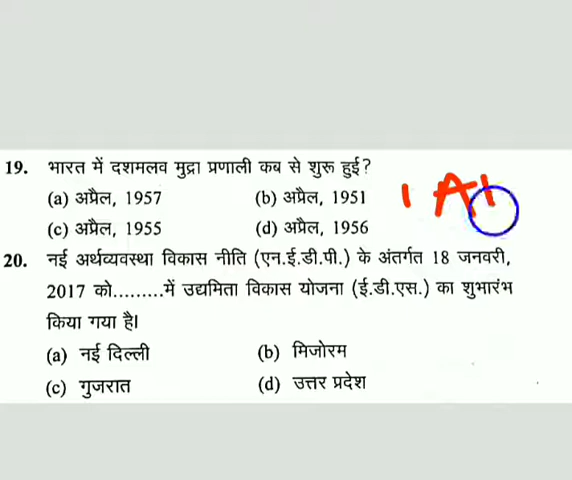 19. भारत में दशमलव मुद्रा प्रणाली कब से शुरू हुई?
(a) अप्रैल, 1957 (b) अप्रैल, 1951
(c) अप्रैल, 1955 (d) अप्रैल, 1956
20. नई अर्थव्यवस्था विकास नीति (एन.ई.डी.पी.) के अंतर्गत 18 जनवरी,
2017 को.........में उद्यमिता विकास योजना (ई.डी.एस.) का शुभारंभ
किया गया है।
(a) नई दिल्ली (b) मिजोरम
(c) गुजरात (d) उत्तर प्रदेश